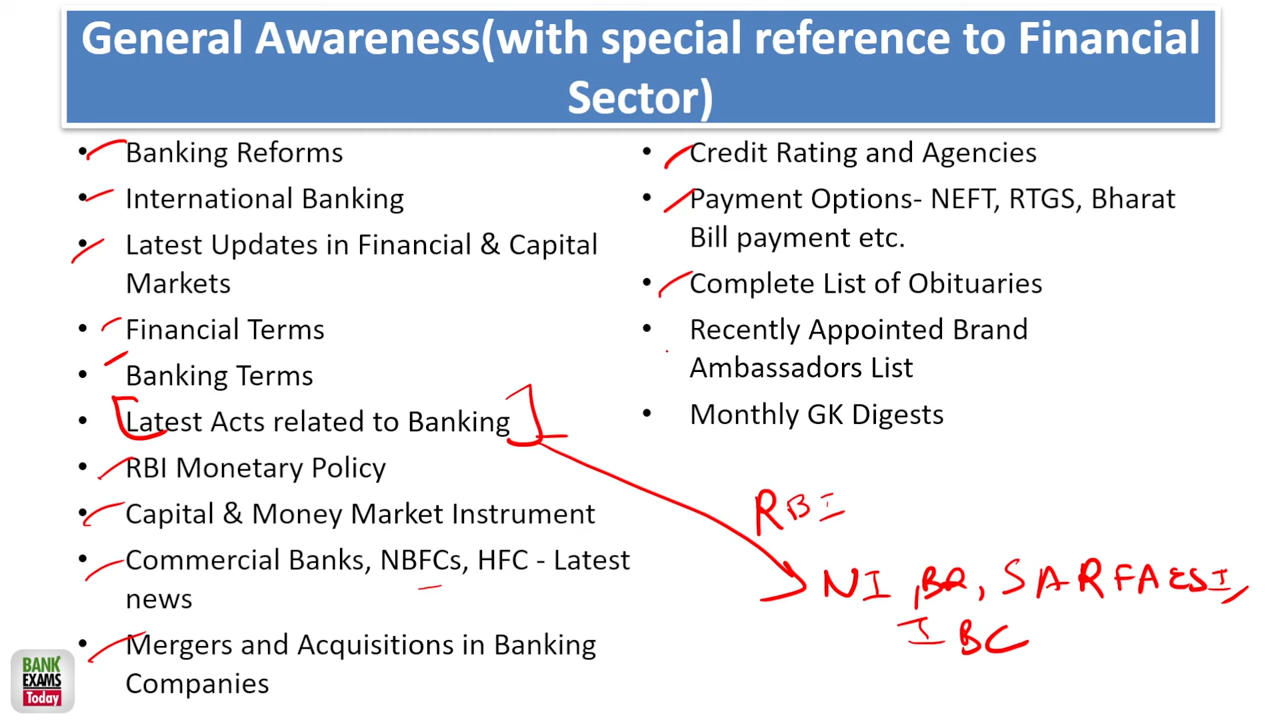 General Awareness(with special reference to Financial
Sector)
• Banking Reforms
• International Banking
• Latest Updates in Financial & Capital
Markets
• Financial Terms
• Banking Terms
• Latest Acts related to Banking
• RBI Monetary Policy
• Capital & Money Market Instrument
• Commercial Banks, NBFCs, HFC - Latest
news
• Mergers and Acquisitions in Banking
Companies
• Credit Rating and Agencies
• Payment Options- NEFT, RTGS, Bharat
Bill payment etc.
• Complete List of Obituaries
• Recently Appointed Brand
Ambassadors List
• Monthly GK Digests
RBI
NI, BR, SARFAESI,
IBC
BANK
EXAMS
Today